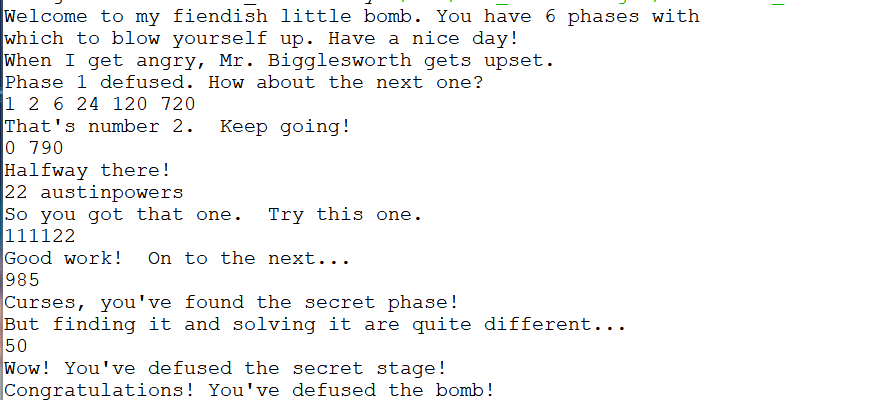 Welcome to my fiendish little bomb. You have 6 phases with
which to blow yourself up. Have a nice day!
When I get angry, Mr. Bigglesworth gets upset.
Phase 1 defused. How about the next one?
1 2 6 24 120 720
That's number 2.  Keep going!
0 790
Halfway there!
22 austinpowers
So you got that one.  Try this one.
111122
Good work!  On to the next...
985
Curses, you've found the secret phase!
But finding it and solving it are quite different...
50
Wow! You've defused the secret stage!
Congratulations! You've defused the bomb!